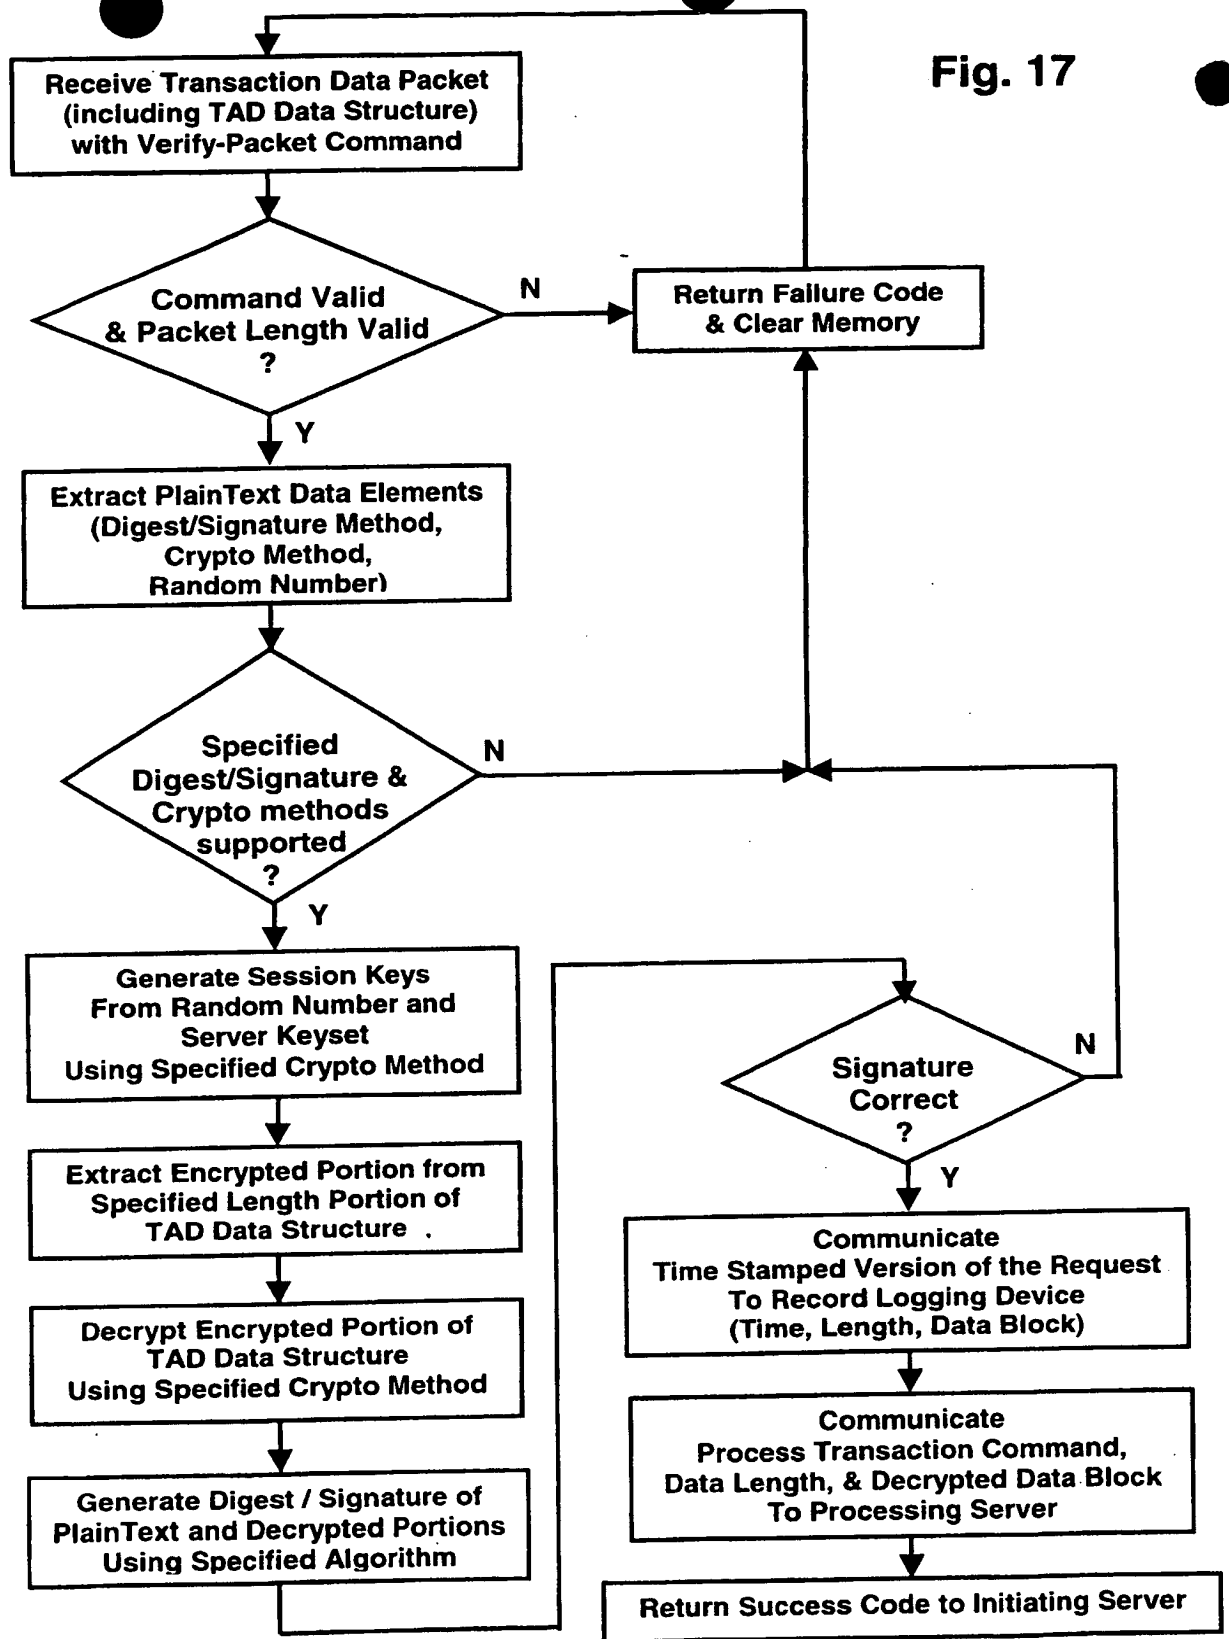 Fig. 17
Receive Transaction Data Packet
(including TAD Data Structure)
with Verify-Packet Command
Command Valid
& Packet Length Valid
?
N
Y
Return Failure Code
& Clear Memory
Extract PlainText Data Elements
(Digest/Signature Method,
Crypto Method,
Random Number)
Specified
Digest/Signature &
Crypto methods
supported
?
N
Y
Generate Session Keys
From Random Number and
Server Keyset
Using Specified Crypto Method
Extract Encrypted Portion from
Specified Length Portion of
TAD Data Structure
Decrypt Encrypted Portion of
TAD Data Structure
Using Specified Crypto Method
Generate Digest / Signature of
PlainText and Decrypted Portions
Using Specified Algorithm
Signature
Correct
?
N
Y
Communicate
Time Stamped Version of the Request
To Record Logging Device
(Time, Length, Data Block)
Communicate
Process Transaction Command,
Data Length, & Decrypted Data Block
To Processing Server
Return Success Code to Initiating Server